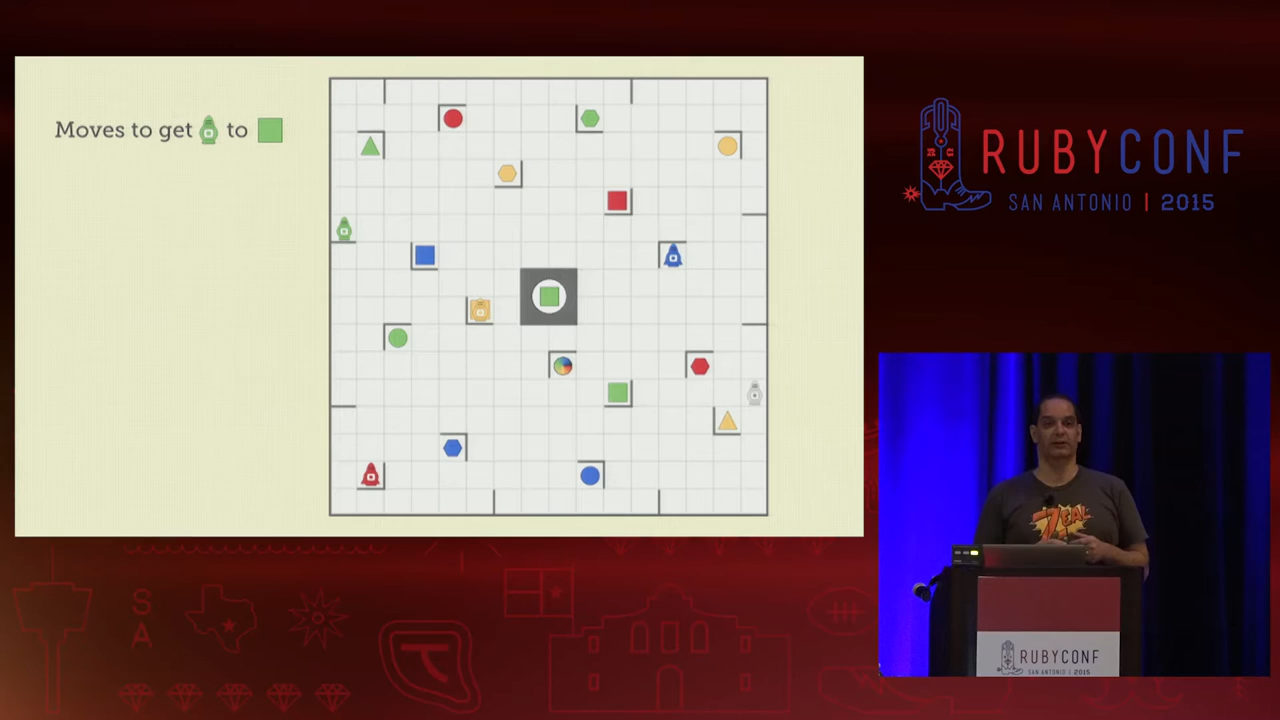 Moves to get to
RUBYCONF
SAN ANTONIO | 2015
ZEAL
S
A
RUBYCONF
SAN ANTONIO | 2015